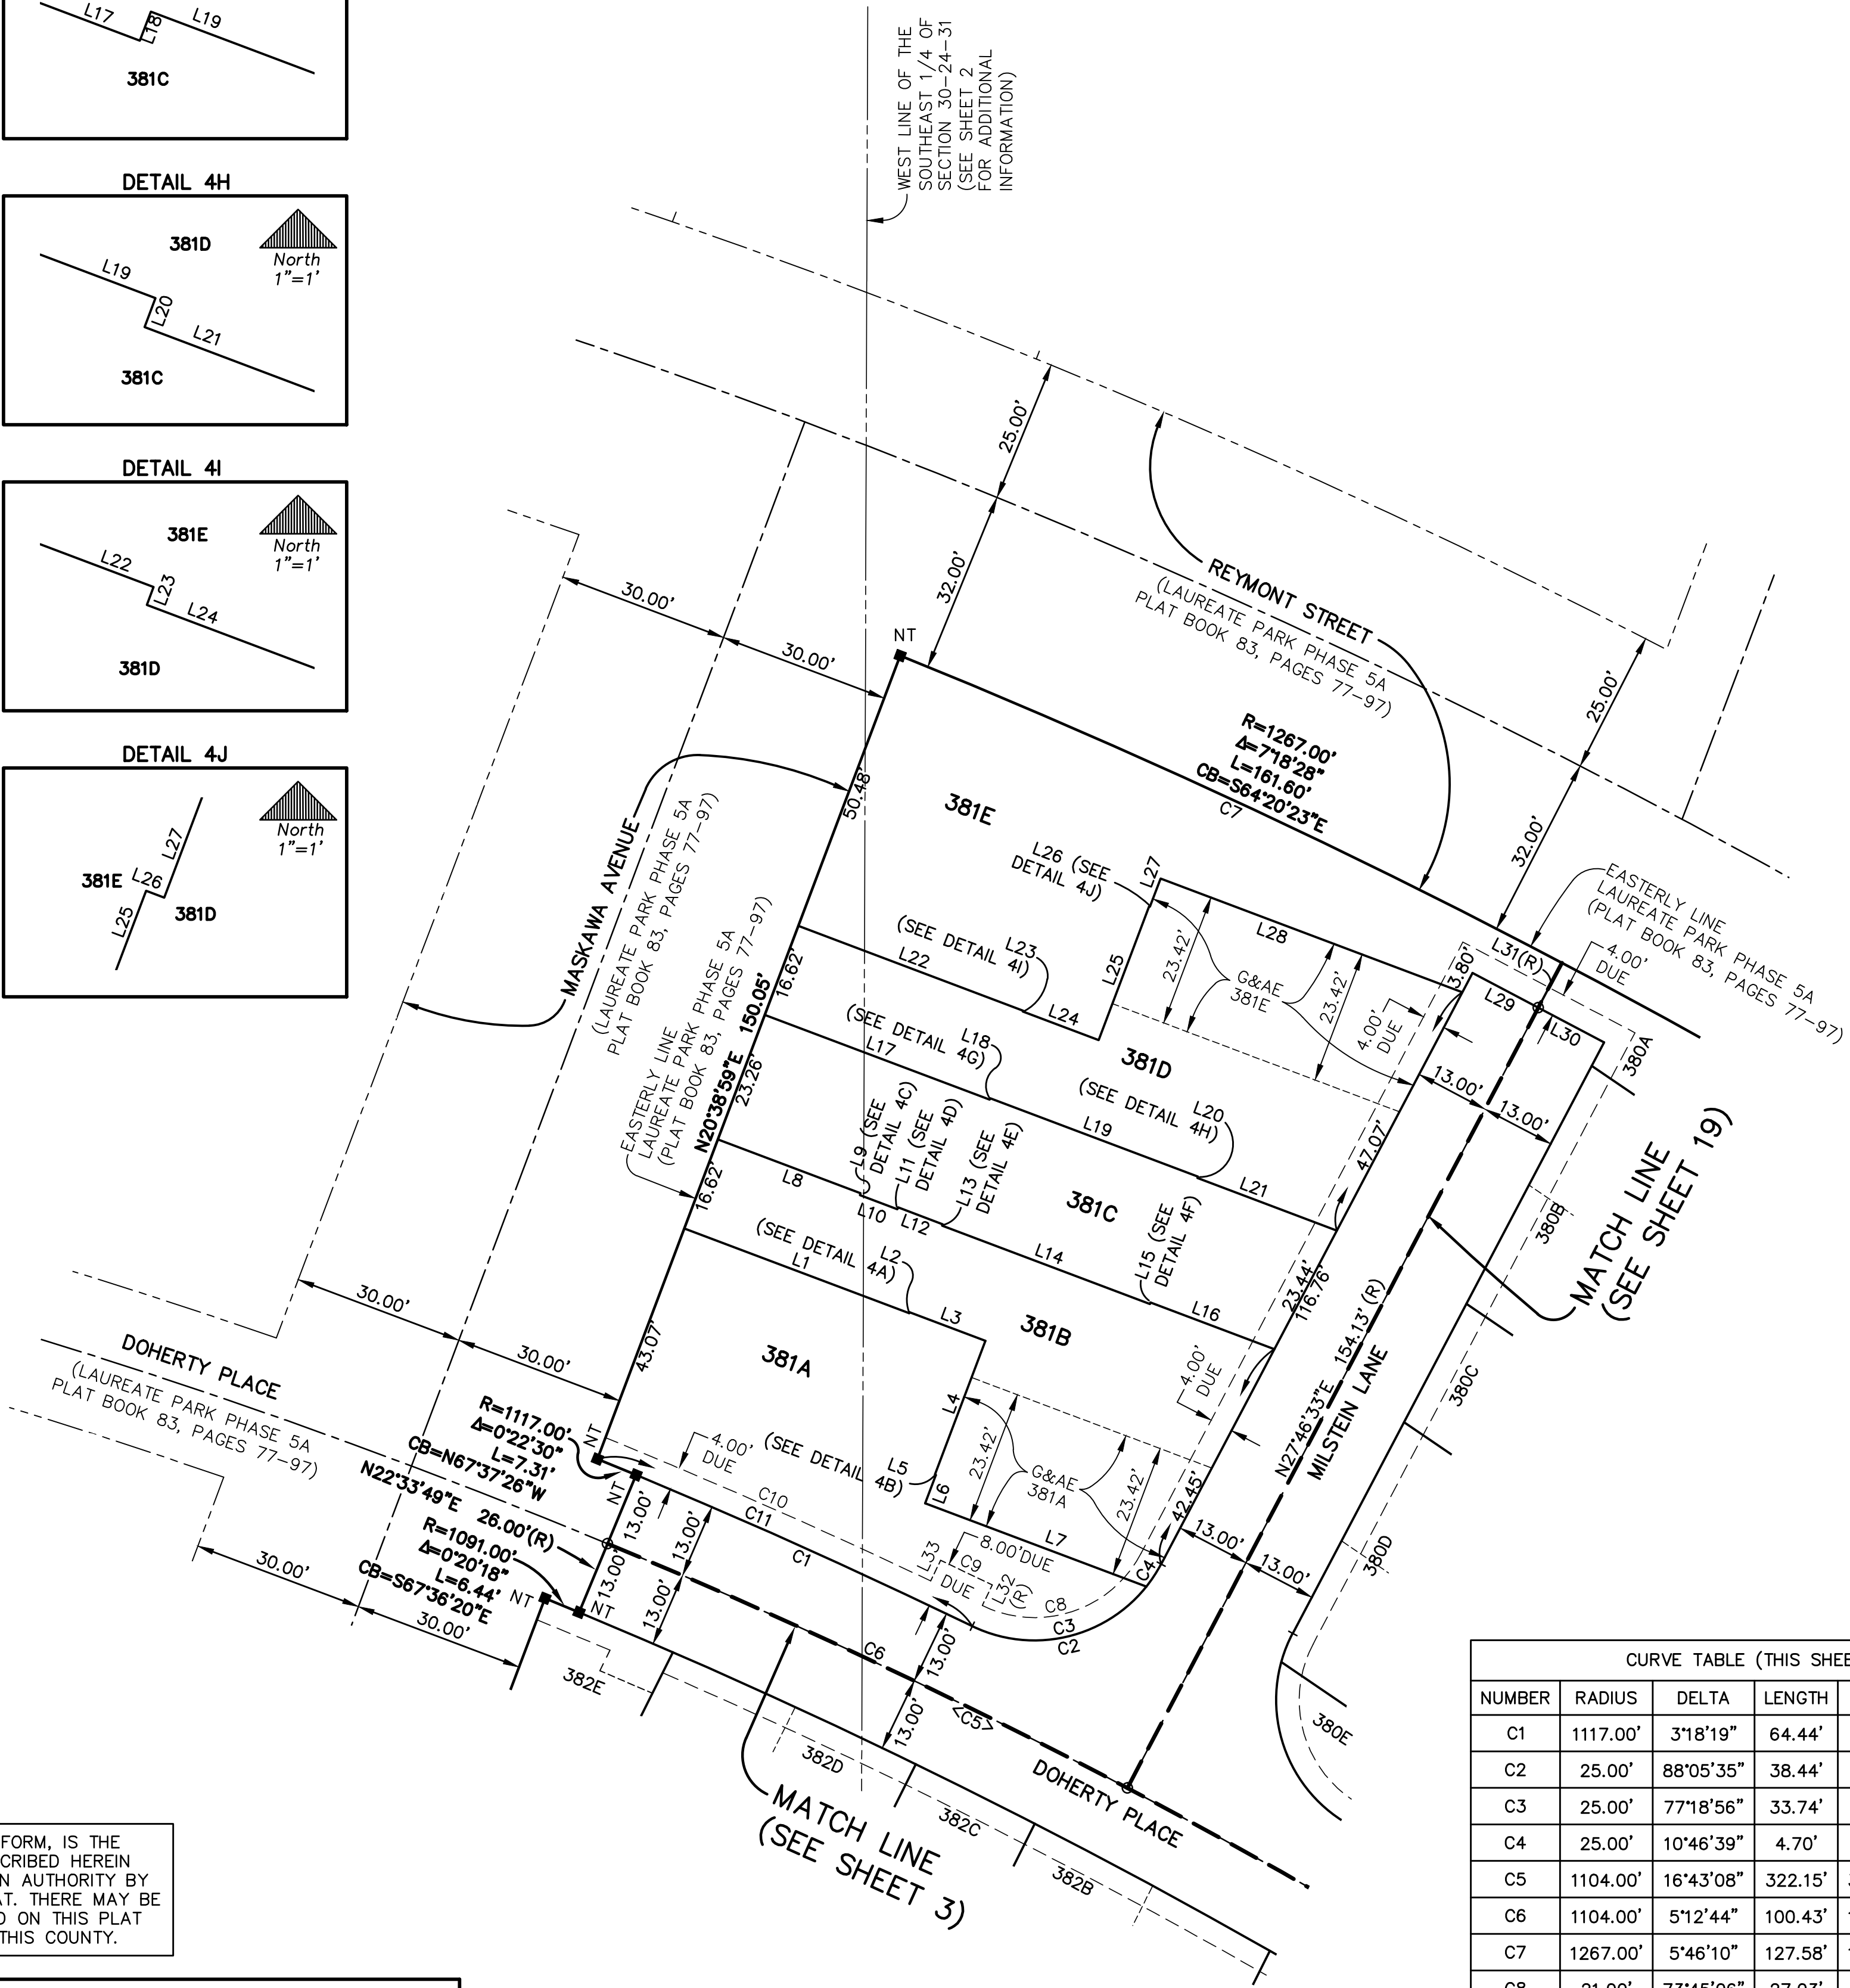 L17
L18
L19
381C
DETAIL 4H
381D
North
1"=1'
L19
L20
L21
381C
DETAIL 4I
381E
North
1"=1'
L22
L23
L24
381D
DETAIL 4J
North
1"=1'
L27
381E
L26
381D
L25
WEST LINE OF THE
SOUTHEAST 1/4 OF
SECTION 30-24-31
(SEE SHEET 2
FOR ADDITIONAL
INFORMATION)
25.00'
32.00'
30.00'
30.00'
NT
REYMONT STREET
(LAUREATE PARK PHASE 5A
PLAT BOOK 83, PAGES 77-97)
25.00'
32.00'
R=1267.00'
Δ=7°18'28"
L=161.60'
CB=S64°20'23"E
C7
EASTERLY LINE
LAUREATE PARK PHASE 5A
(PLAT BOOK 83, PAGES 77-97)
L31(R)
4.00'
DUE
50.48'
381E
MASKAWA AVENUE
(LAUREATE PARK PHASE 5A
PLAT BOOK 83, PAGES 77-97)
L26 (SEE
DETAIL 4J)
L27
L28
L25
23.42'
G&AE
381E
23.42'
4.00'
DUE
3.80'
L29
L30
380A
(SEE DETAIL 4I)
L23
L22
L24
16.62'
EASTERLY LINE
LAUREATE PARK PHASE 5A
(PLAT BOOK 83, PAGES 77-97)
N20°38'59"E 150.05'
(SEE DETAIL 4G)
L18
L17
381D
(SEE DETAIL 4H)
L20
L19
L21
47.07'
13.00'
13.00'
MATCH LINE
(SEE SHEET 19)
23.26'
L9 (SEE
DETAIL 4C)
L11 (SEE
DETAIL 4D)
L13 (SEE
DETAIL 4E)
L8
L10
L12
381C
L14
L15 (SEE
DETAIL 4F)
L16
23.44'
116.76'
380B
16.62'
(SEE DETAIL 4A)
L2
L1
L3
381B
4.00'
DUE
N27°46'33"E 154.13'(R)
MILSTEIN LANE
380C
30.00'
30.00'
43.07'
381A
DOHERTY PLACE
(LAUREATE PARK PHASE 5A
PLAT BOOK 83, PAGES 77-97)
R=1117.00'
Δ=0°22'30"
L=7.31'
CB=N67°37'26"W
NT
4.00'
DUE
(SEE DETAIL 4B)
L5
L4
L6
23.42'
G&AE
381A
23.42'
L7
42.45'
13.00'
13.00'
380D
N22°33'49"E 26.00'(R)
R=1091.00'
Δ=0°20'18"
L=6.44'
CB=S67°36'20"E
NT
NT
NT
13.00'
13.00'
13.00'
13.00'
C10
C11
C1
L33
8.00'DUE
C9
DUE
L32
(R)
C8
C3
C2
C4
30.00'
30.00'
382E
C6
13.00'
13.00'
<C5>
382D
382C
382B
DOHERTY PLACE
380E
MATCH LINE
(SEE SHEET 3)
FORM, IS THE
CRIBED HEREIN
N AUTHORITY BY
AT. THERE MAY BE
D ON THIS PLAT
THIS COUNTY.
CURVE TABLE (THIS SHEE
NUMBER RADIUS DELTA LENGTH
C1 1117.00' 3°18'19" 64.44'
C2 25.00' 88°05'35" 38.44'
C3 25.00' 77°18'56" 33.74'
C4 25.00' 10°46'39" 4.70'
C5 1104.00' 16°43'08" 322.15'
C6 1104.00' 5°12'44" 100.43'
C7 1267.00' 5°46'10" 127.58'